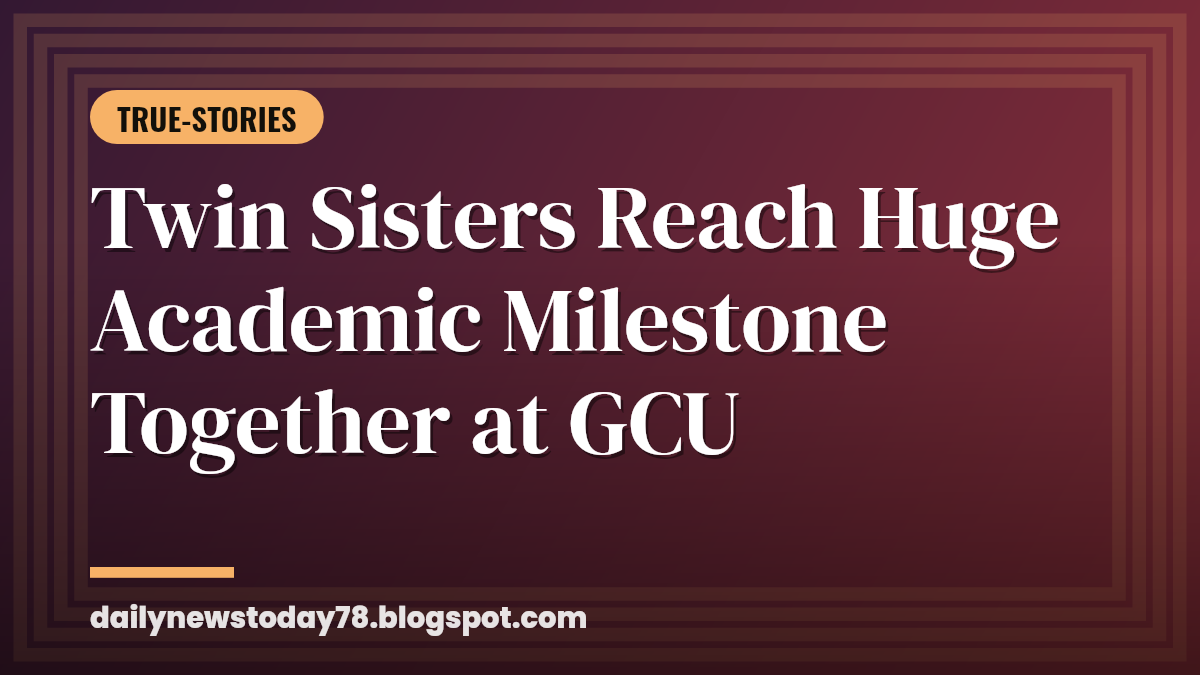 TRUE-STORIES
Twin Sisters Reach Huge
Academic Milestone
Together at GCU
dailynewstoday78.blogspot.com